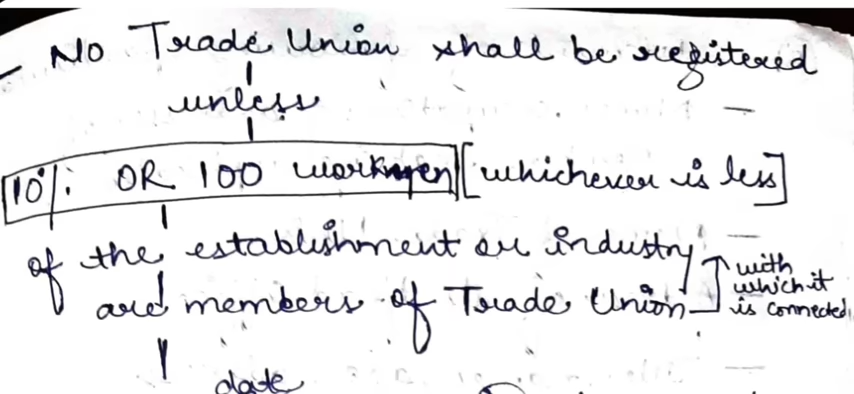 - No Trade Union shall be registered
unless
10% OR 100 workmen [whichever is less]
of the establishment or industry
are members of Trade Union
with
which it
is connected
date